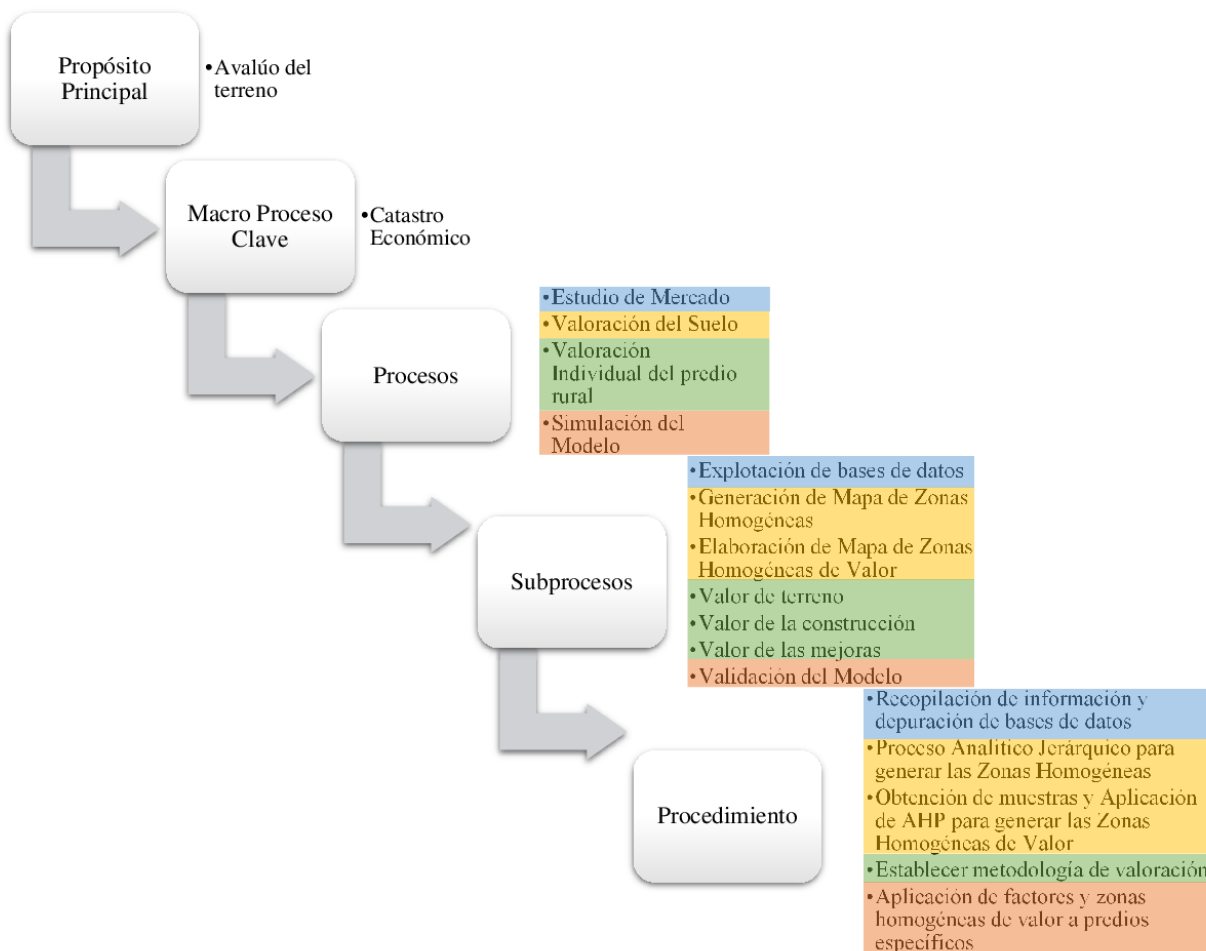 Propósito
Principal
•Avalúo del
terreno
Macro Proceso
Clave
•Catastro
Económico
Procesos
•Estudio de Mercado
•Valoración del Suelo
•Valoración
Individual del predio
rural
•Simulación del
Modelo
Subprocesos
•Explotación de bases de datos
•Generación de Mapa de Zonas
Homogéneas
•Elaboración de Mapa de Zonas
Homogéneas de Valor
•Valor de terreno
•Valor de la construcción
•Valor de las mejoras
•Validación del Modelo
Procedimiento
•Recopilación de información y
depuración de bases de datos
•Proceso Analítico Jerárquico para
generar las Zonas Homogéneas
•Obtención de muestras y Aplicación
de AHP para generar las Zonas
Homogéneas de Valor
•Establecer metodología de valoración
•Aplicación de factores y zonas
homogéneas de valor a predios
específicos